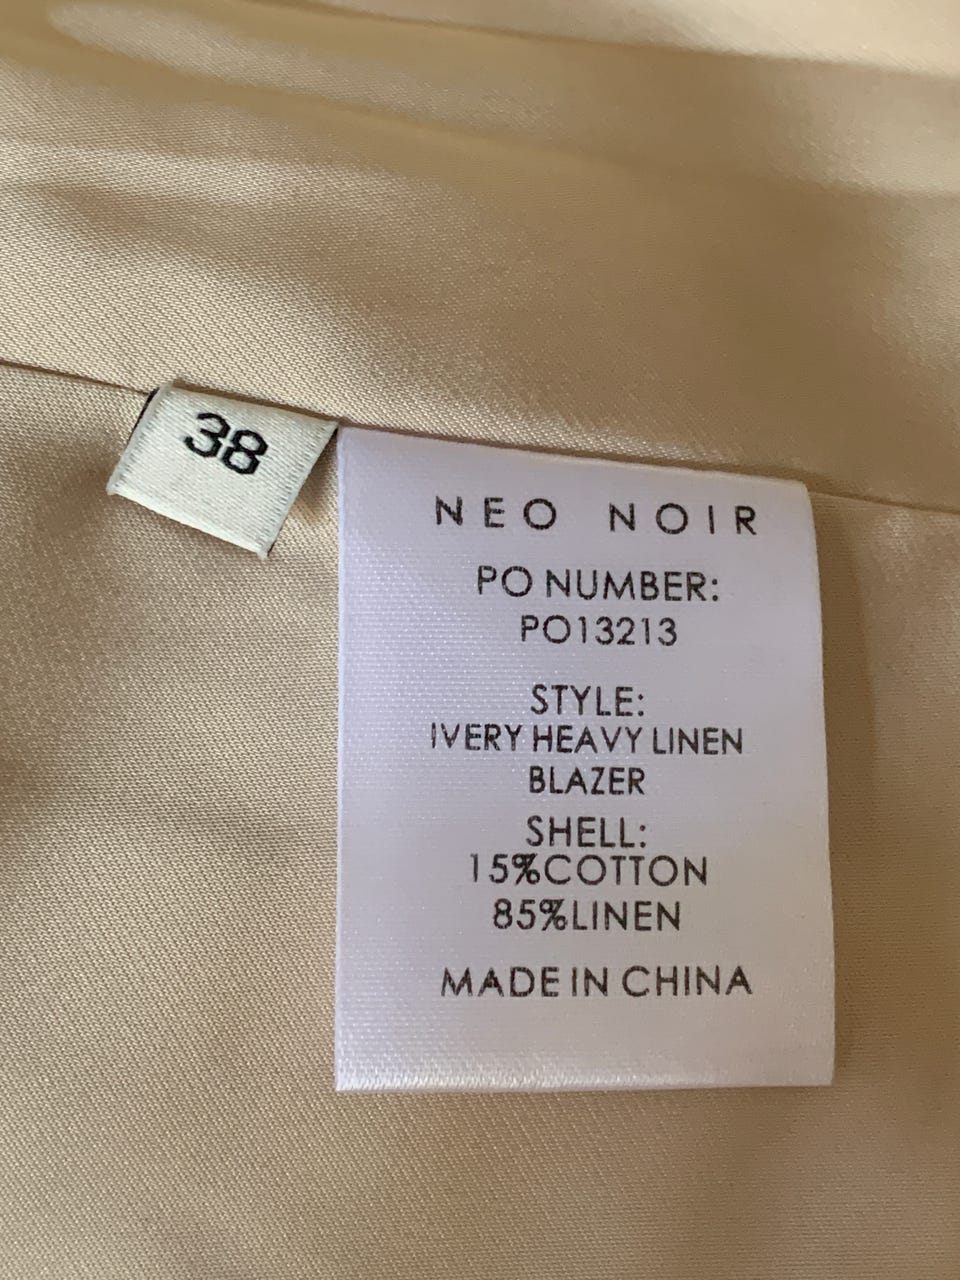 38
NEO NOIR
PO NUMBER:
PO13213
STYLE:
IVERY HEAVY LINEN
BLAZER
SHELL:
15%COTTON
85%LINEN
MADE IN CHINA